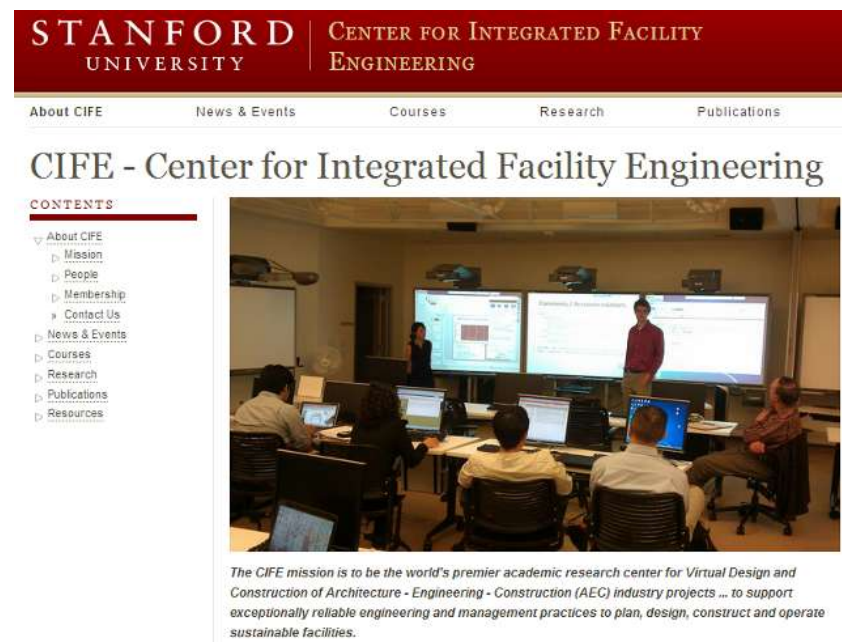 STANFORD
UNIVERSITY
CENTER FOR INTEGRATED FACILITY
ENGINEERING
About CIFE News & Events Courses Research Publications
CIFE - Center for Integrated Facility Engineering
CONTENTS
About CIFE
Mission
People
Membership
Contact Us
News & Events
Courses
Research
Publications
Resources
The CIFE mission is to be the world's premier academic research center for Virtual Design and
Construction of Architecture - Engineering - Construction (AEC) industry projects ... to support
exceptionally reliable engineering and management practices to plan, design, construct and operate
sustainable facilities.